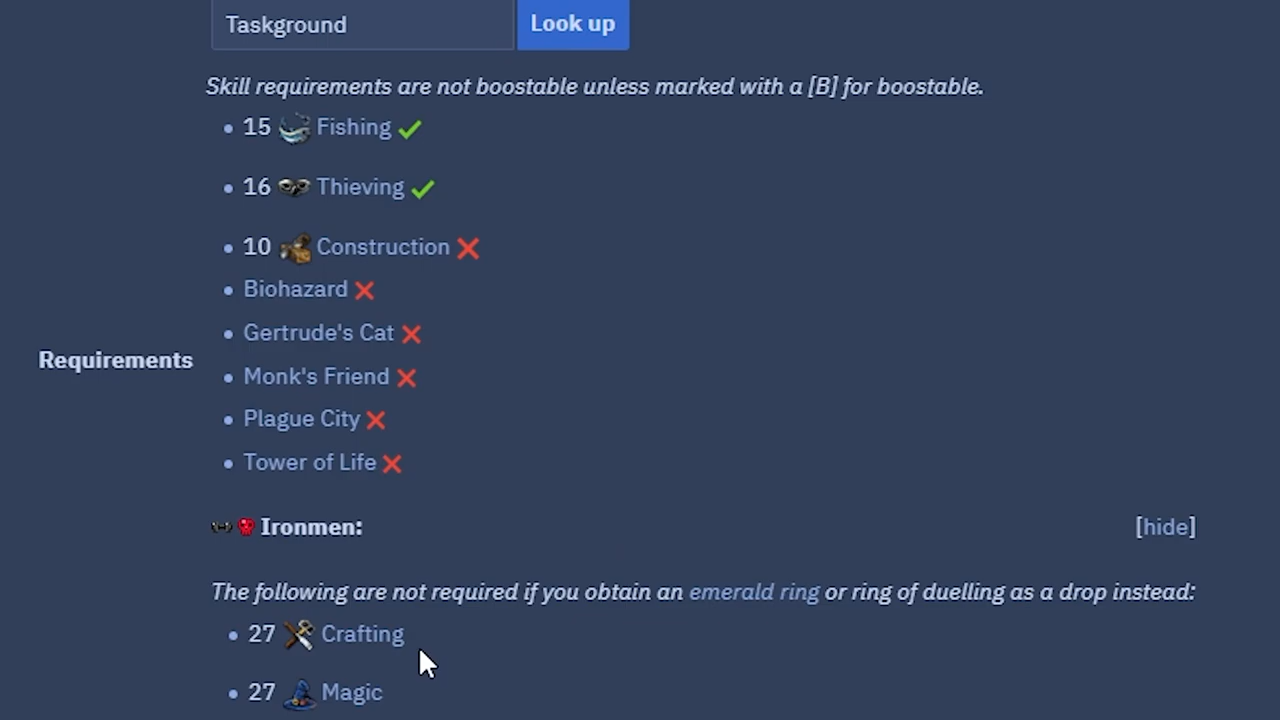 Taskground
Look up
Skill requirements are not boostable unless marked with a [B] for boostable.
15 Fishing
16 Thieving
10 Construction
Biohazard
Gertrude's Cat
Requirements
Monk's Friend
Plague City
Tower of Life
Ironmen:
[hide]
The following are not required if you obtain an emerald ring or ring of duelling as a drop instead:
27 Crafting
27 Magic